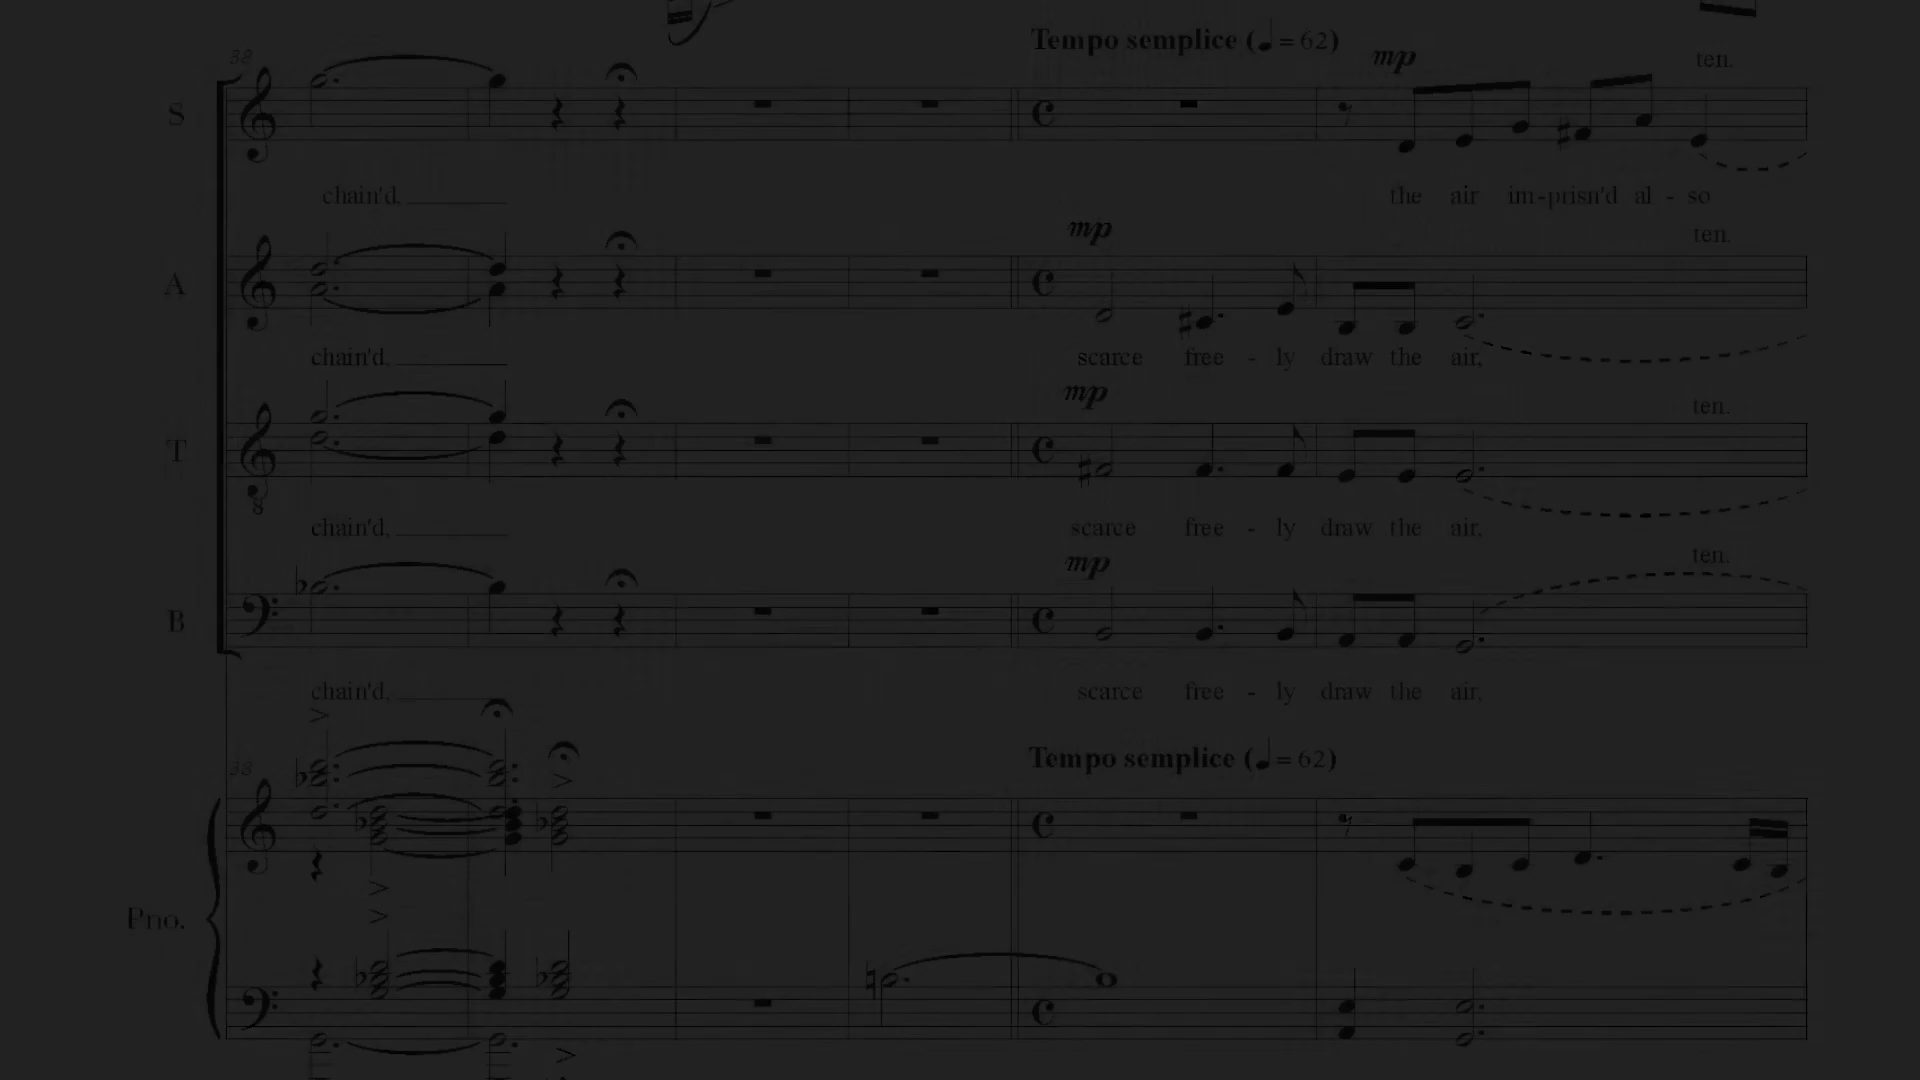 Tempo semplice (♩ = 62)
38
mp
ten.
S
chain'd, the air im-prisn'd al - so
mp
ten.
A
chain'd, scarce free - ly draw the air,
mp
ten.
T
8
chain'd, scarce free - ly draw the air,
mp
ten.
B
chain'd, scarce free - ly draw the air,
Tempo semplice (♩ = 62)
38
Pno.